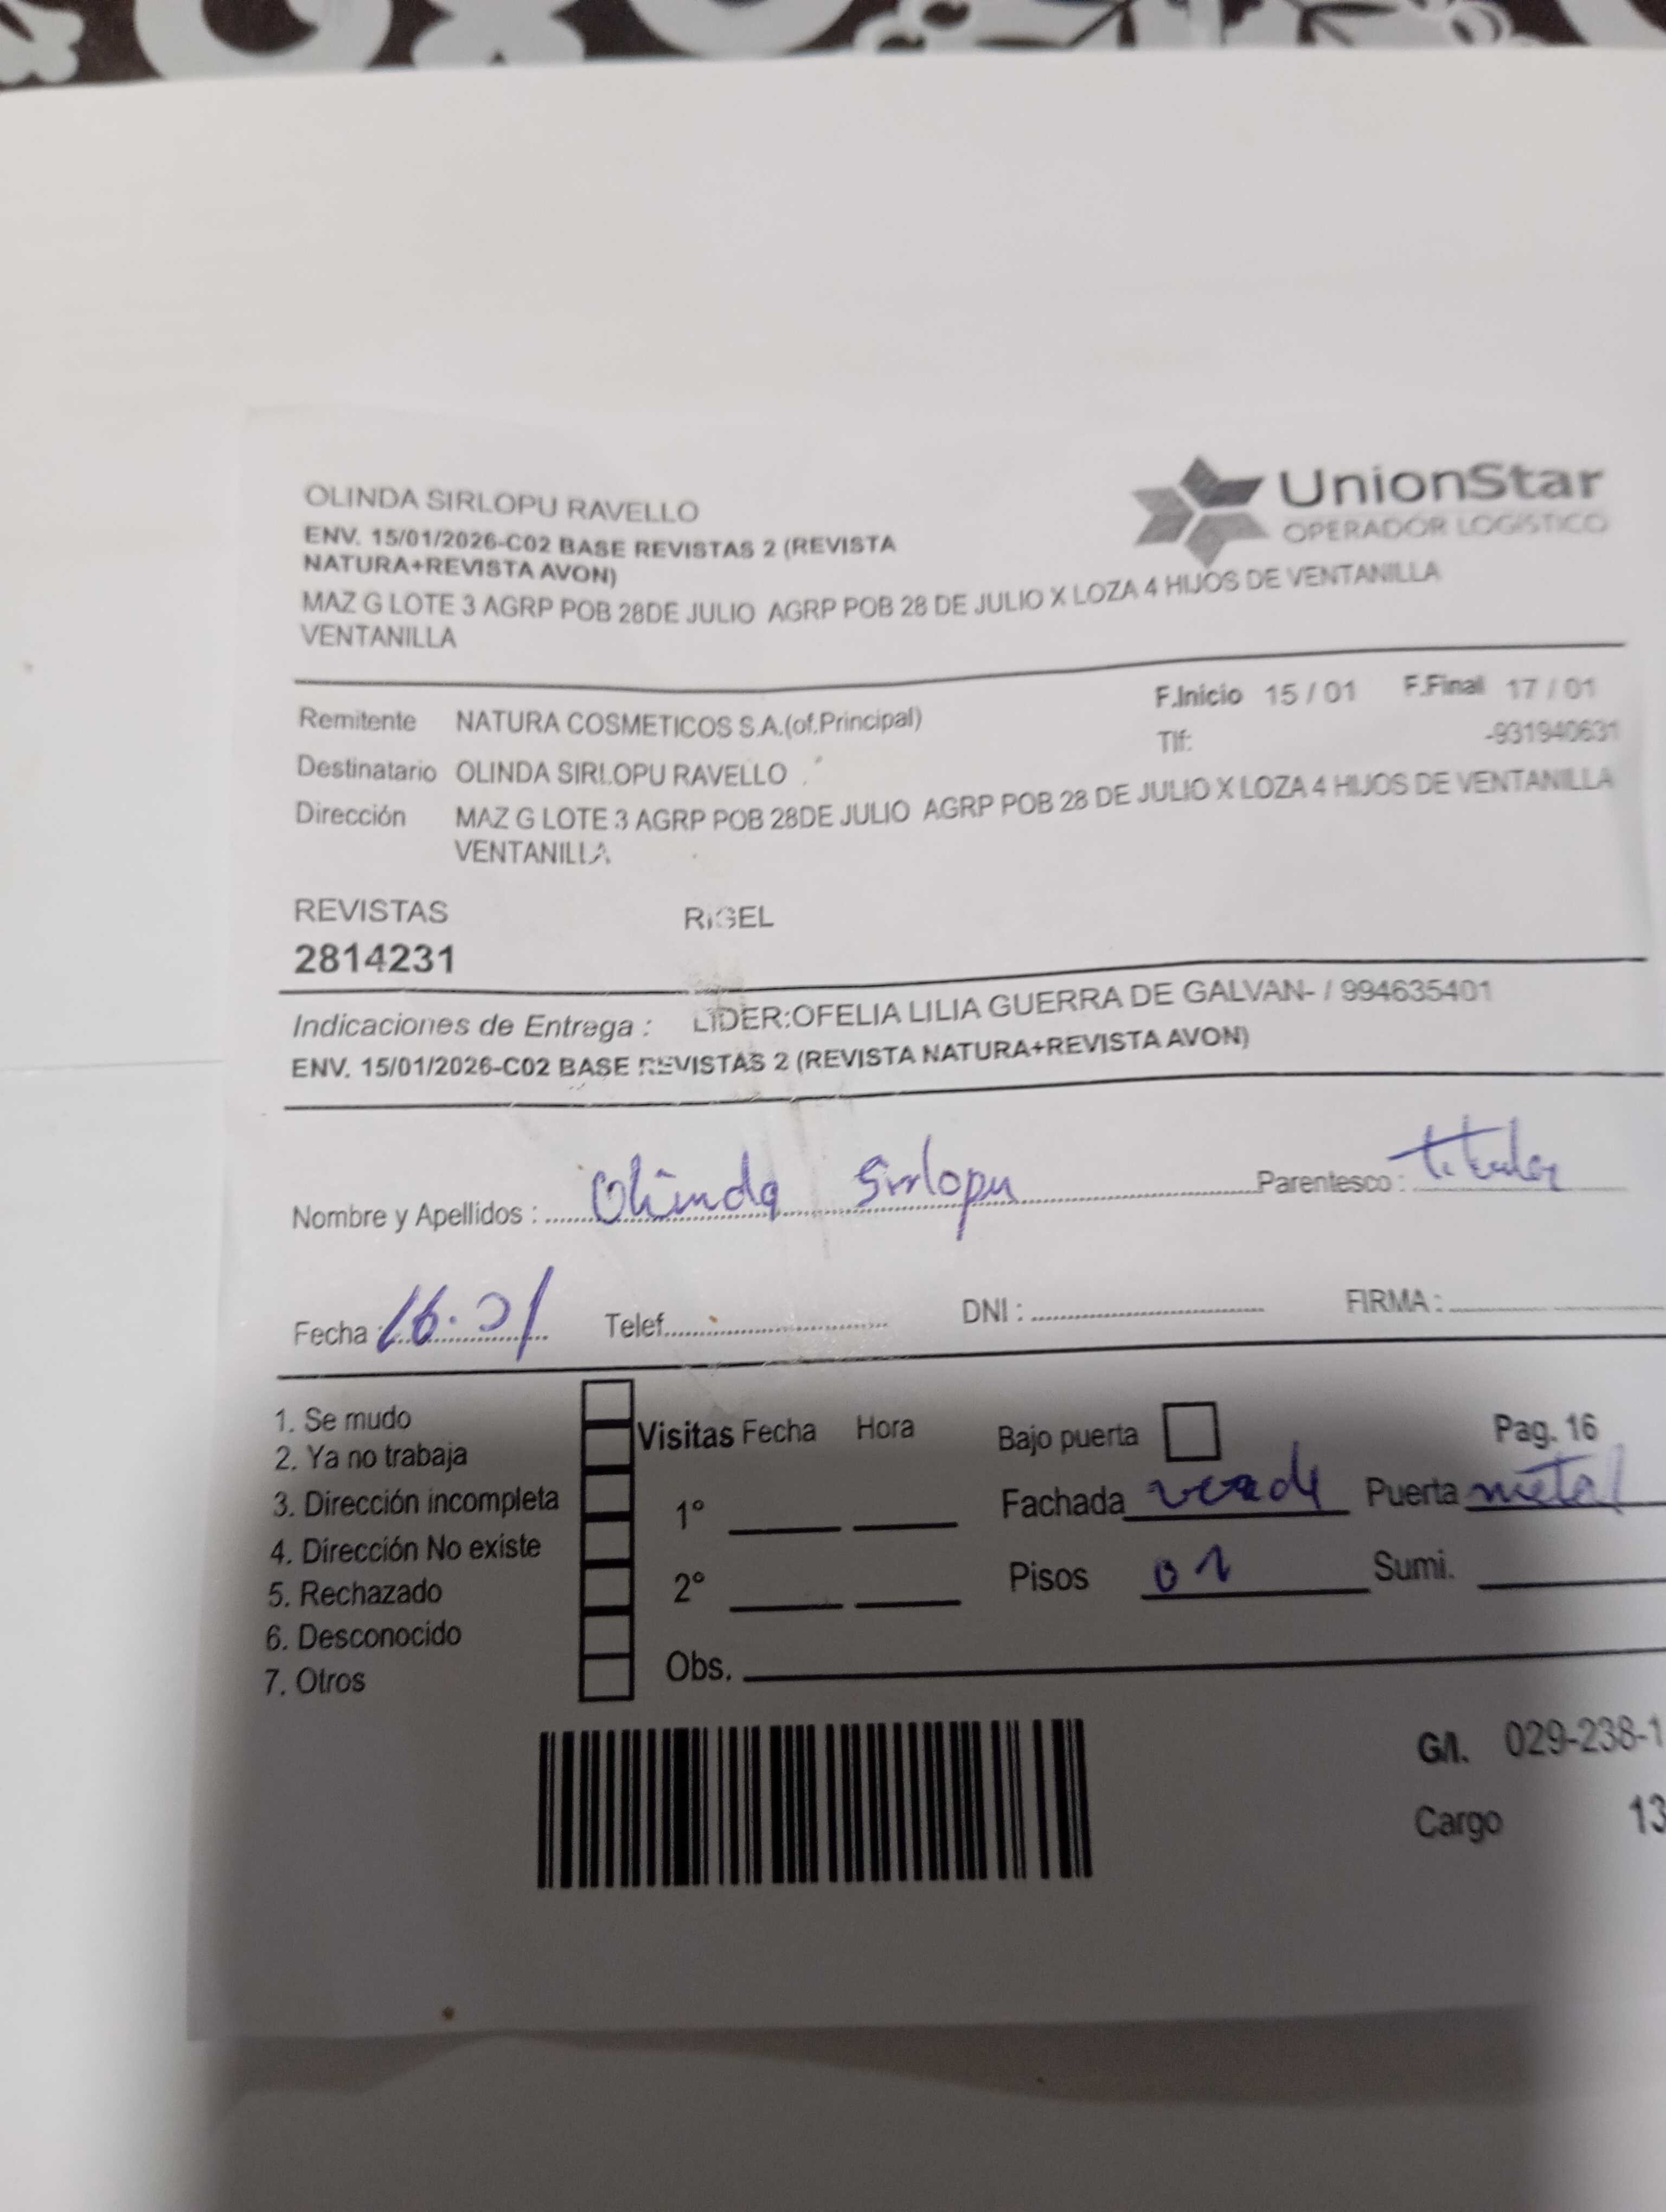 OLINDA SIRLOPU RAVELLO
UnionStar
OPERADOR LOGÍSTICO
ENV. 15/01/2026-C02 BASE REVISTAS 2 (REVISTA
NATURA+REVISTA AVON)
MAZ G LOTE 3 AGRP POB 28DE JULIO AGRP POB 28 DE JULIO X LOZA 4 HIJOS DE VENTANILLA
VENTANILLA
F.Inicio 15 / 01 F.Final 17 / 01
Remitente NATURA COSMETICOS S.A.(of.Principal)
Tlf: -931940631
Destinatario OLINDA SIRLOPU RAVELLO
Dirección MAZ G LOTE 3 AGRP POB 28DE JULIO AGRP POB 28 DE JULIO X LOZA 4 HIJOS DE VENTANILLA
VENTANILLA
REVISTAS RIGEL
2814231
Indicaciones de Entrega : LIDER:OFELIA LILIA GUERRA DE GALVAN- / 994635401
ENV. 15/01/2026-C02 BASE REVISTAS 2 (REVISTA NATURA+REVISTA AVON)
Nombre y Apellidos : Olinda Sirlopu Parentesco : titular
Fecha : 16.01 Telef. DNI : FIRMA :
1. Se mudo
2. Ya no trabaja
3. Dirección incompleta
4. Dirección No existe
5. Rechazado
6. Desconocido
7. Otros
Visitas Fecha Hora
1°
2°
Obs.
Bajo puerta Pag. 16
Fachada verde Puerta metal
Pisos 01 Sumi.
G/I. 029-238-1
Cargo 13